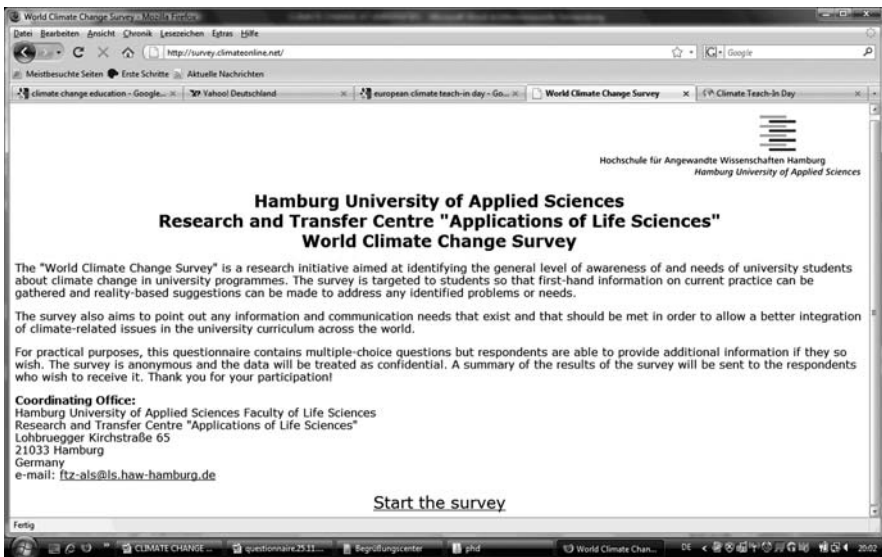 World Climate Change Survey - Mozilla Firefox
Datei Bearbeiten Ansicht Chronik Lesezeichen Extras Hilfe
http://survey.climateonline.net/
Google
Meistbesuchte Seiten Erste Schritte Aktuelle Nachrichten
climate change education - Google... Yahoo! Deutschland european climate teach-in day - Go... World Climate Change Survey Climate Teach-In Day
Hochschule für Angewandte Wissenschaften Hamburg
Hamburg University of Applied Sciences
Hamburg University of Applied Sciences
Research and Transfer Centre "Applications of Life Sciences"
World Climate Change Survey
The "World Climate Change Survey" is a research initiative aimed at identifying the general level of awareness of and needs of university students
about climate change in university programmes. The survey is targeted to students so that first-hand information on current practice can be
gathered and reality-based suggestions can be made to address any identified problems or needs.
The survey also aims to point out any information and communication needs that exist and that should be met in order to allow a better integration
of climate-related issues in the university curriculum across the world.
For practical purposes, this questionnaire contains multiple-choice questions but respondents are able to provide additional information if they so
wish. The survey is anonymous and the data will be treated as confidential. A summary of the results of the survey will be sent to the respondents
who wish to receive it. Thank you for your participation!
Coordinating Office:
Hamburg University of Applied Sciences Faculty of Life Sciences
Research and Transfer Centre "Applications of Life Sciences"
Lohbruegger Kirchstraße 65
21033 Hamburg
Germany
e-mail: ftz-als@ls.haw-hamburg.de
Start the survey
Fertig
CLIMATE CHANGE ... questionnaire.25.11.... Begrüßungscenter phd World Climate Chan... DE 20:02